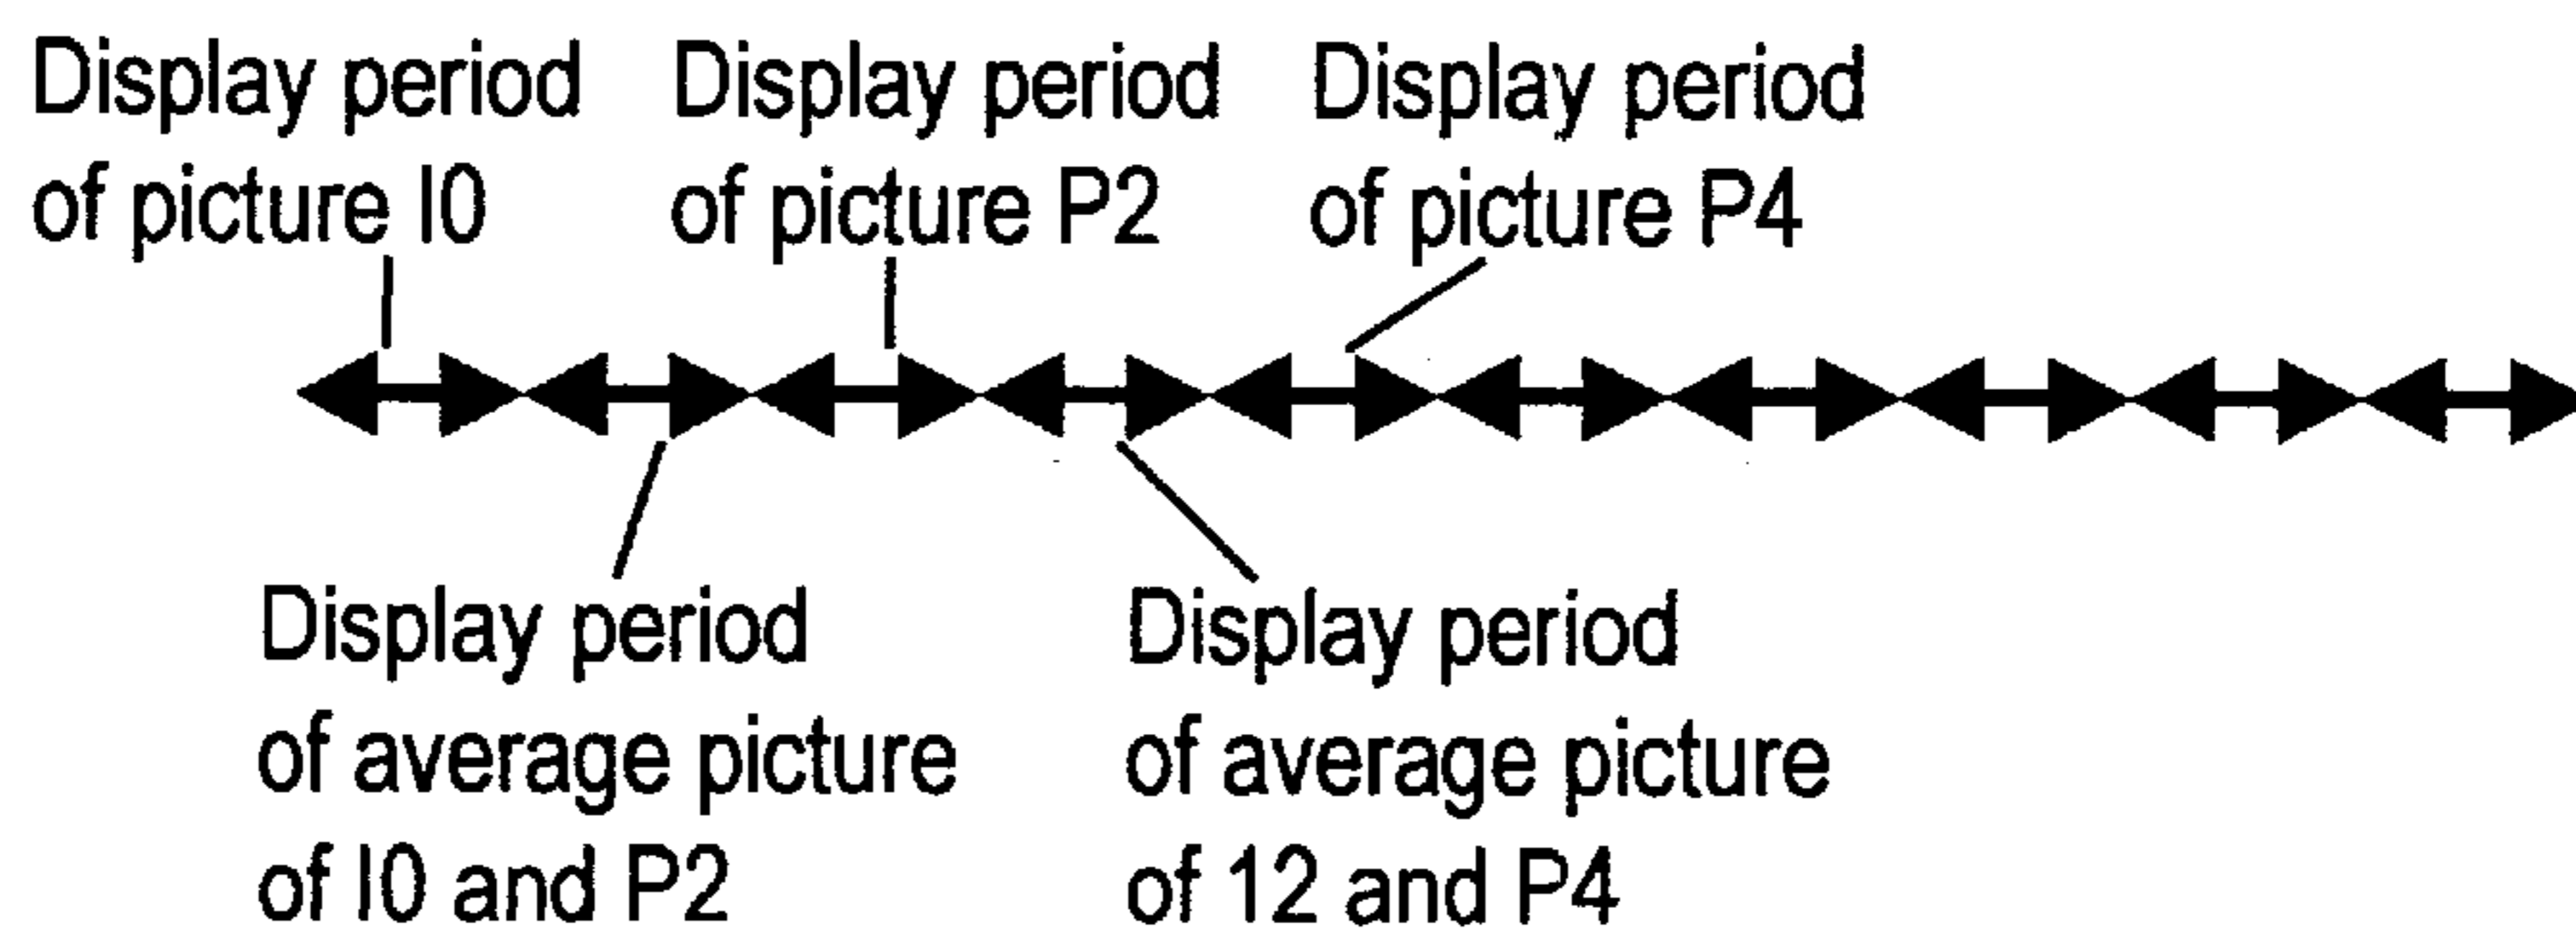 Display period
of picture I0
Display period
of picture P2
Display period
of picture P4
Display period
of average picture
of I0 and P2
Display period
of average picture
of 12 and P4